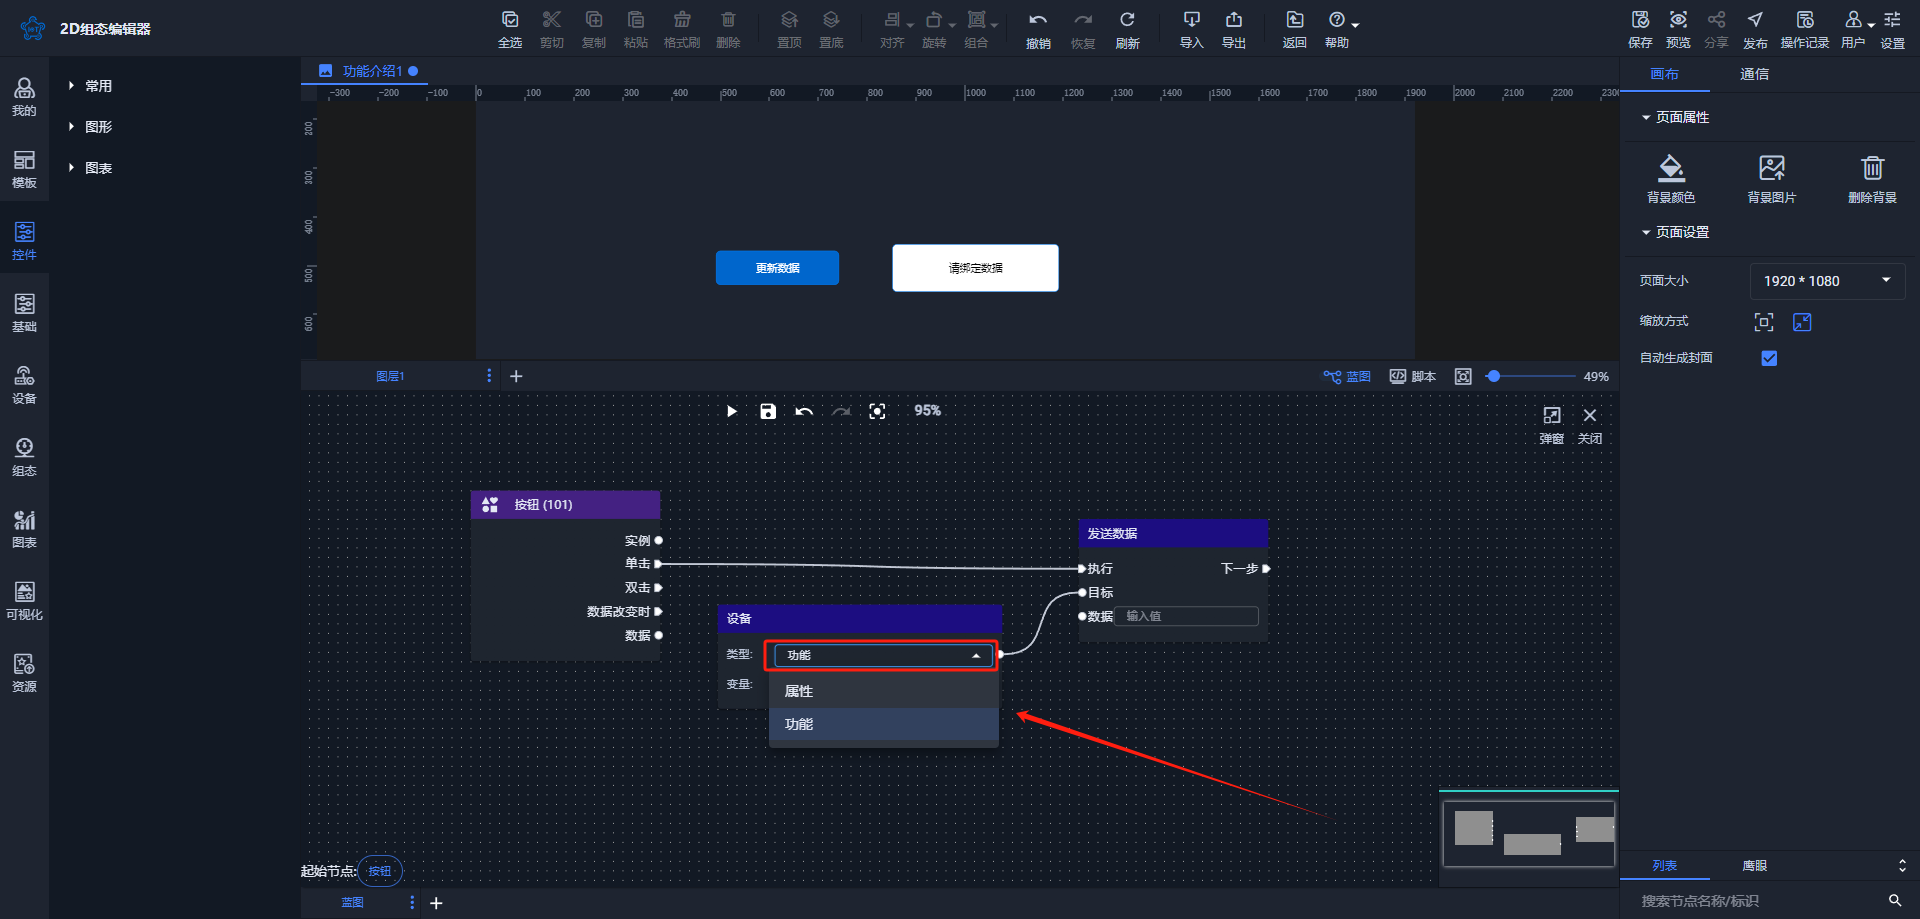 2D组态编辑器
全选 剪切 复制 粘贴 格式刷 删除 置顶 置底 对齐 旋转 组合 撤销 恢复 刷新 导入 导出 返回 帮助 保存 预览 分享 发布 操作记录 用户 设置
我的
模板
控件
基础
设备
组态
图表
可视化
资源
常用
图形
图表
功能介绍1
-300 -200 -100 0 100 200 300 400 500 600 700 800 900 1000 1100 1200 1300 1400 1500 1600 1700 1800 1900 2000 2100 2200 2300
200
300
400
500
600
更新数据
请绑定数据
图层1
蓝图 脚本 49%
95%
弹窗 关闭
按钮 (101)
实例
单击
双击
数据改变时
数据
设备
类型: 功能
变量:
属性
功能
发送数据
执行 下一步
目标
数据 输入值
起始节点: 按钮
蓝图
画布 通信
页面属性
背景颜色 背景图片 删除背景
页面设置
页面大小 1920 * 1080
缩放方式
自动生成封面
列表 鹰眼
搜索节点名称/标识